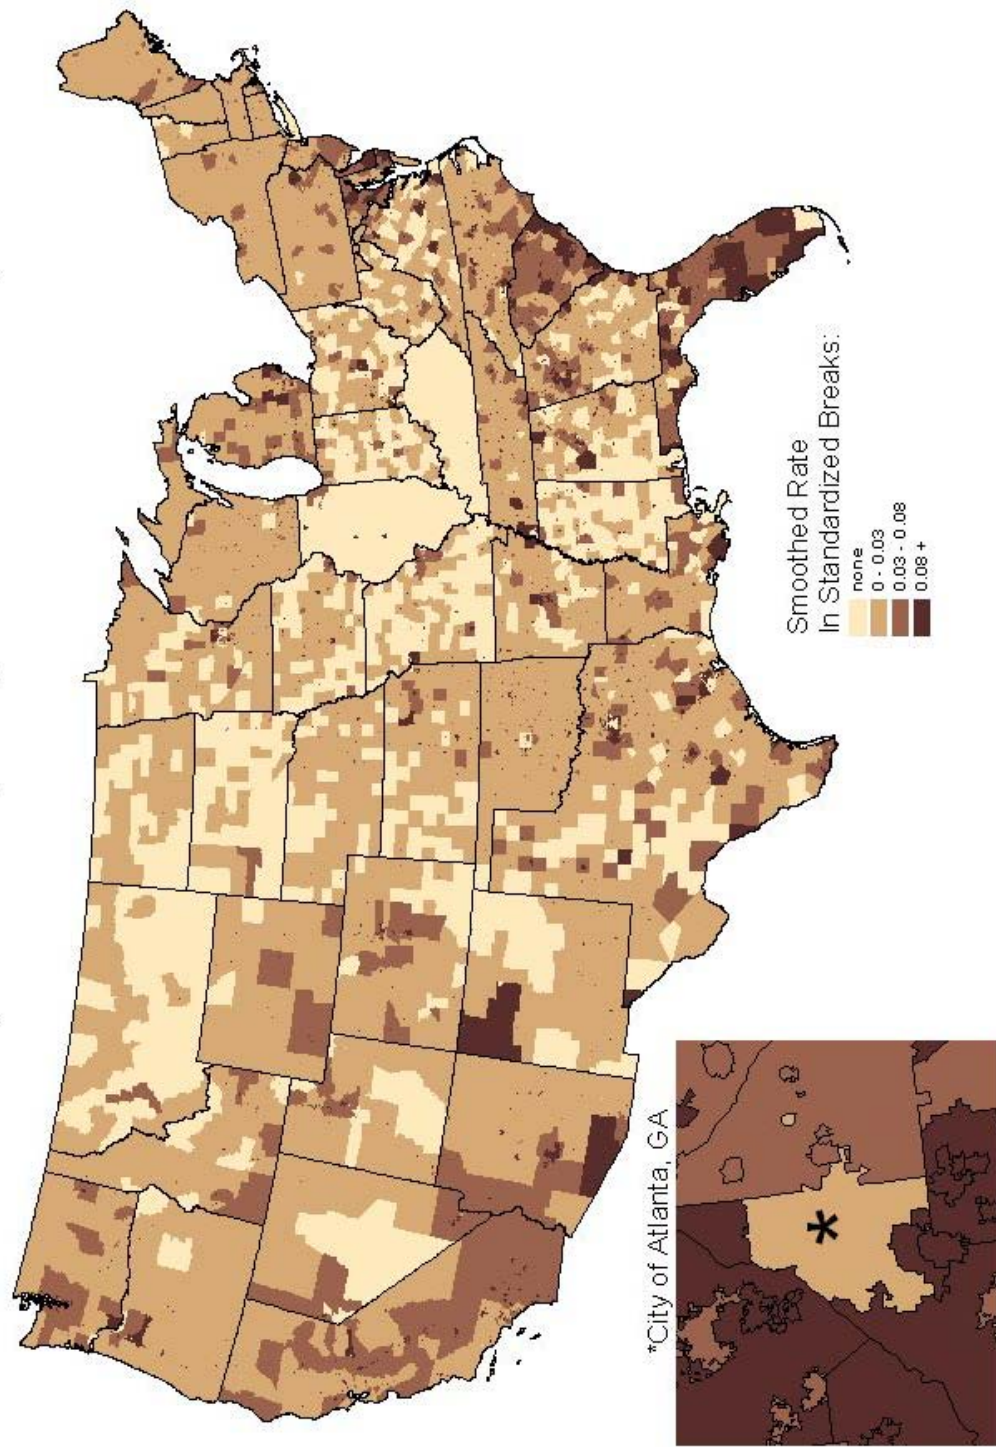 Smoothed Rate
In Standardized Breaks:
none
0 - 0.03
0.03 - 0.08
0.08 +
*City of Atlanta, GA
*